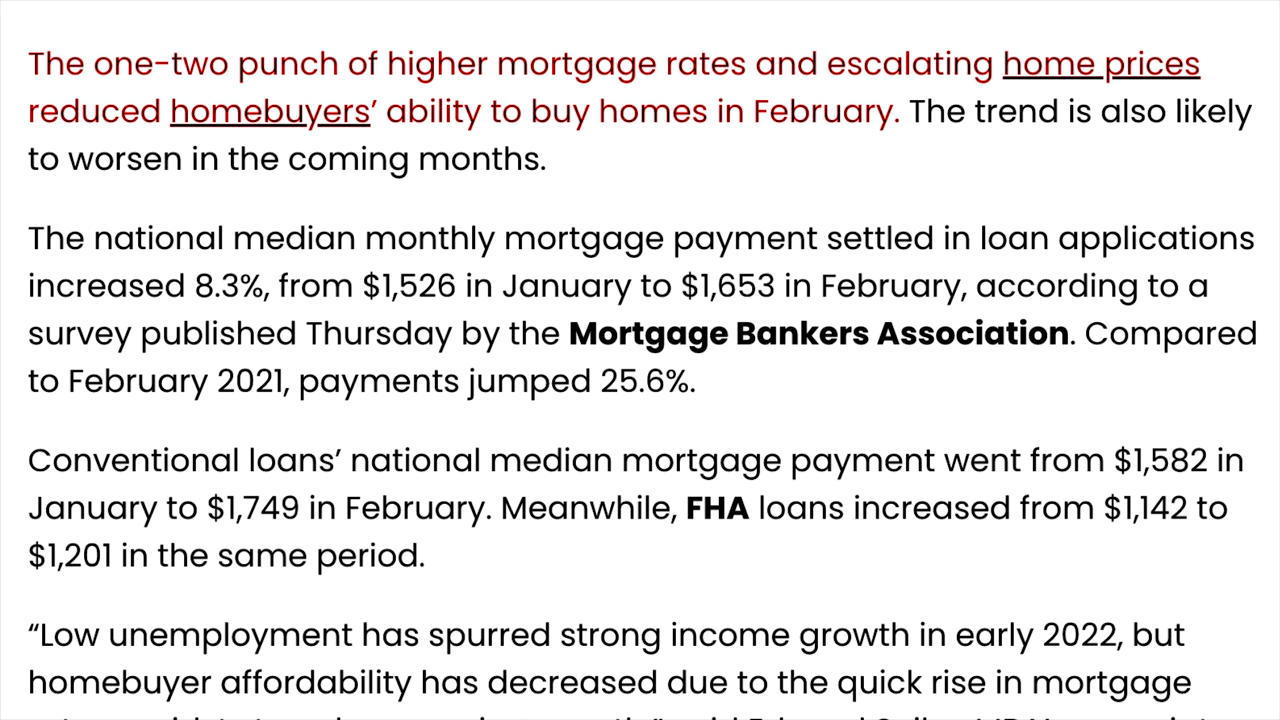 The one-two punch of higher mortgage rates and escalating home prices
reduced homebuyers’ ability to buy homes in February. The trend is also likely
to worsen in the coming months.
The national median monthly mortgage payment settled in loan applications
increased 8.3%, from $1,526 in January to $1,653 in February, according to a
survey published Thursday by the Mortgage Bankers Association. Compared
to February 2021, payments jumped 25.6%.
Conventional loans’ national median mortgage payment went from $1,582 in
January to $1,749 in February. Meanwhile, FHA loans increased from $1,142 to
$1,201 in the same period.
“Low unemployment has spurred strong income growth in early 2022, but
homebuyer affordability has decreased due to the quick rise in mortgage